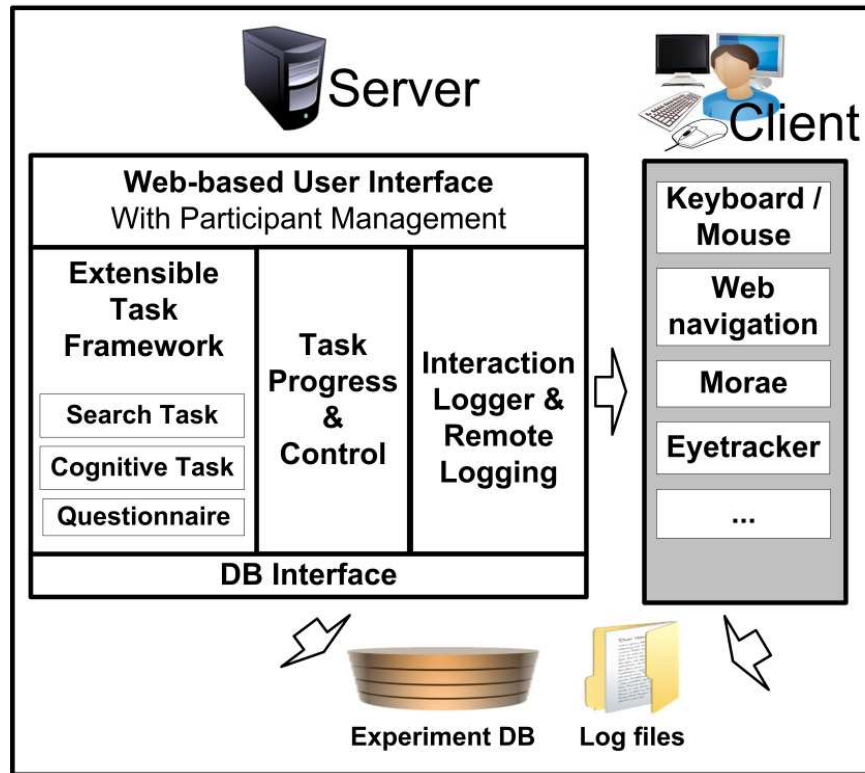 Server
Client
Web-based User Interface
With Participant Management
Extensible
Task
Framework
Search Task
Cognitive Task
Questionnaire
Task
Progress
&
Control
Interaction
Logger &
Remote
Logging
DB Interface
Keyboard /
Mouse
Web
navigation
Morae
Eyetracker
...
Experiment DB
Log files